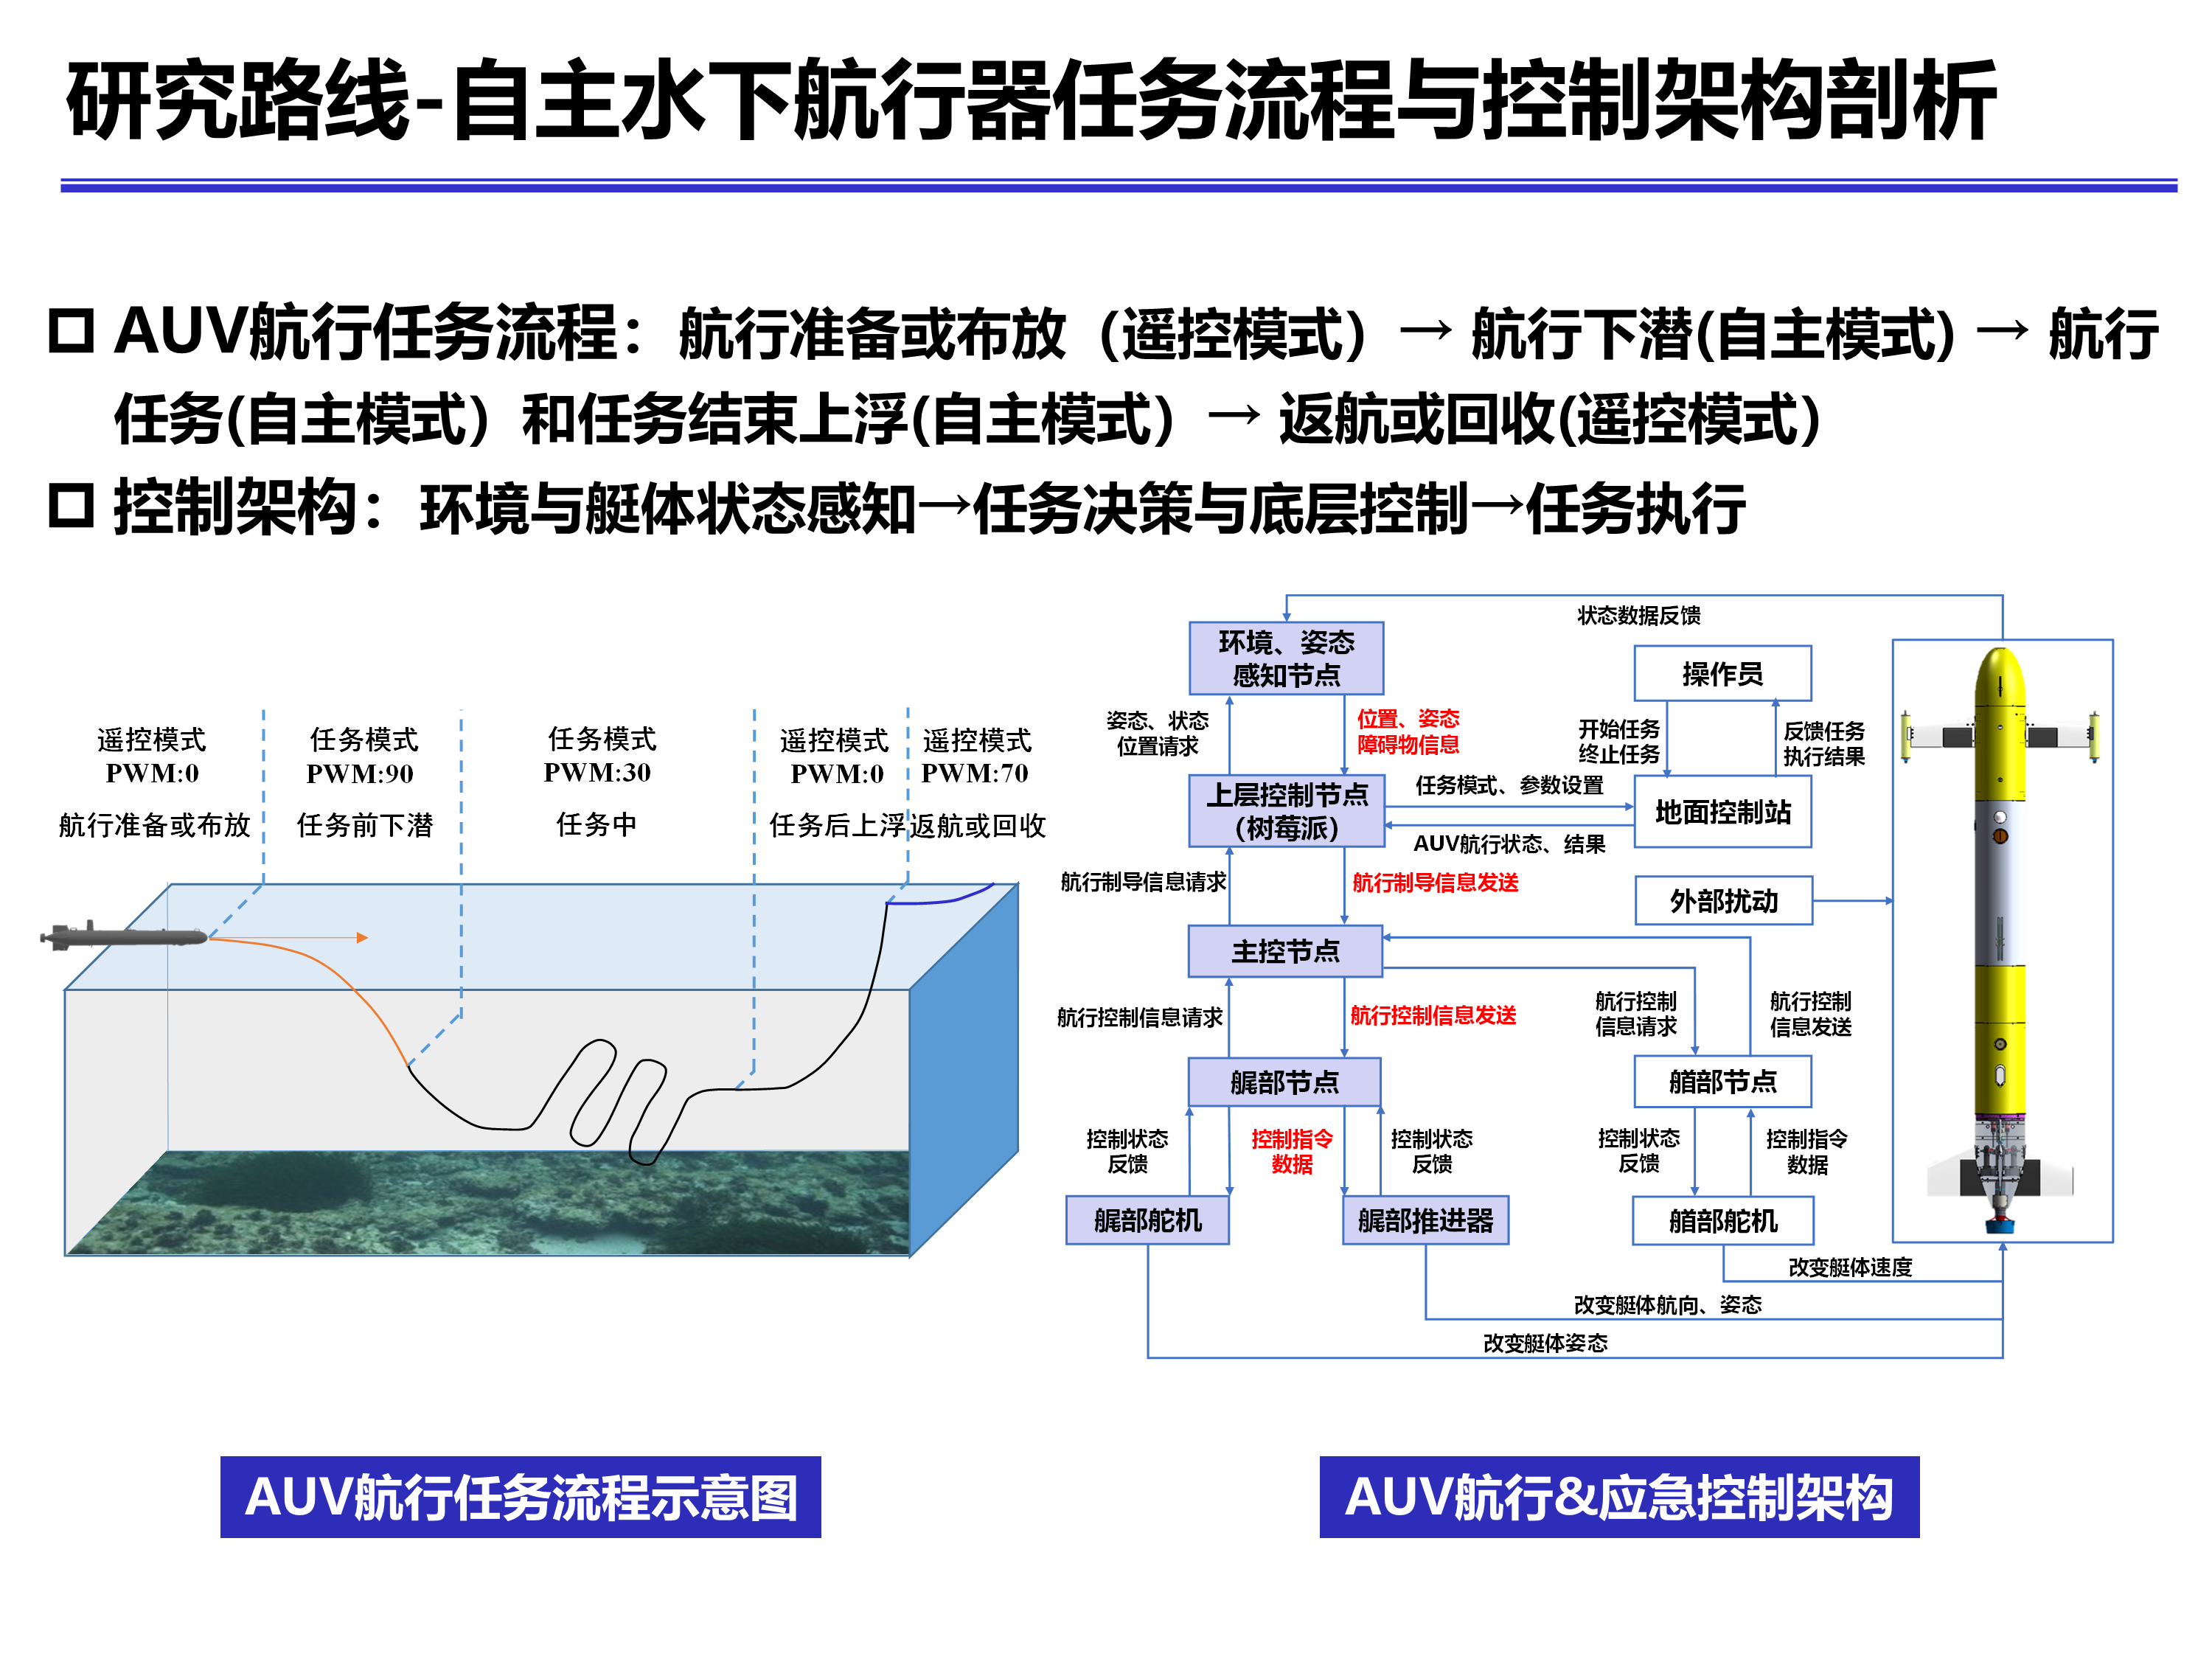 研究路线-自主水下航行器任务流程与控制架构剖析
AUV航行任务流程：航行准备或布放（遥控模式）→ 航行下潜(自主模式) → 航行
任务(自主模式）和任务结束上浮(自主模式）→ 返航或回收(遥控模式）
控制架构：环境与艇体状态感知→任务决策与底层控制→任务执行
遥控模式
PWM:0
航行准备或布放
任务模式
PWM:90
任务前下潜
任务模式
PWM:30
任务中
遥控模式
PWM:0
任务后上浮
遥控模式
PWM:70
返航或回收
状态数据反馈
环境、姿态
感知节点
操作员
姿态、状态
位置请求
位置、姿态
障碍物信息
开始任务
终止任务
反馈任务
执行结果
上层控制节点
（树莓派）
任务模式、参数设置
AUV航行状态、结果
地面控制站
航行制导信息请求
航行制导信息发送
外部扰动
主控节点
航行控制信息请求
航行控制信息发送
航行控制
信息请求
航行控制
信息发送
艉部节点
艏部节点
控制状态
反馈
控制指令
数据
控制状态
反馈
控制状态
反馈
控制指令
数据
艉部舵机
艉部推进器
艏部舵机
改变艇体速度
改变艇体航向、姿态
改变艇体姿态
AUV航行任务流程示意图
AUV航行&应急控制架构